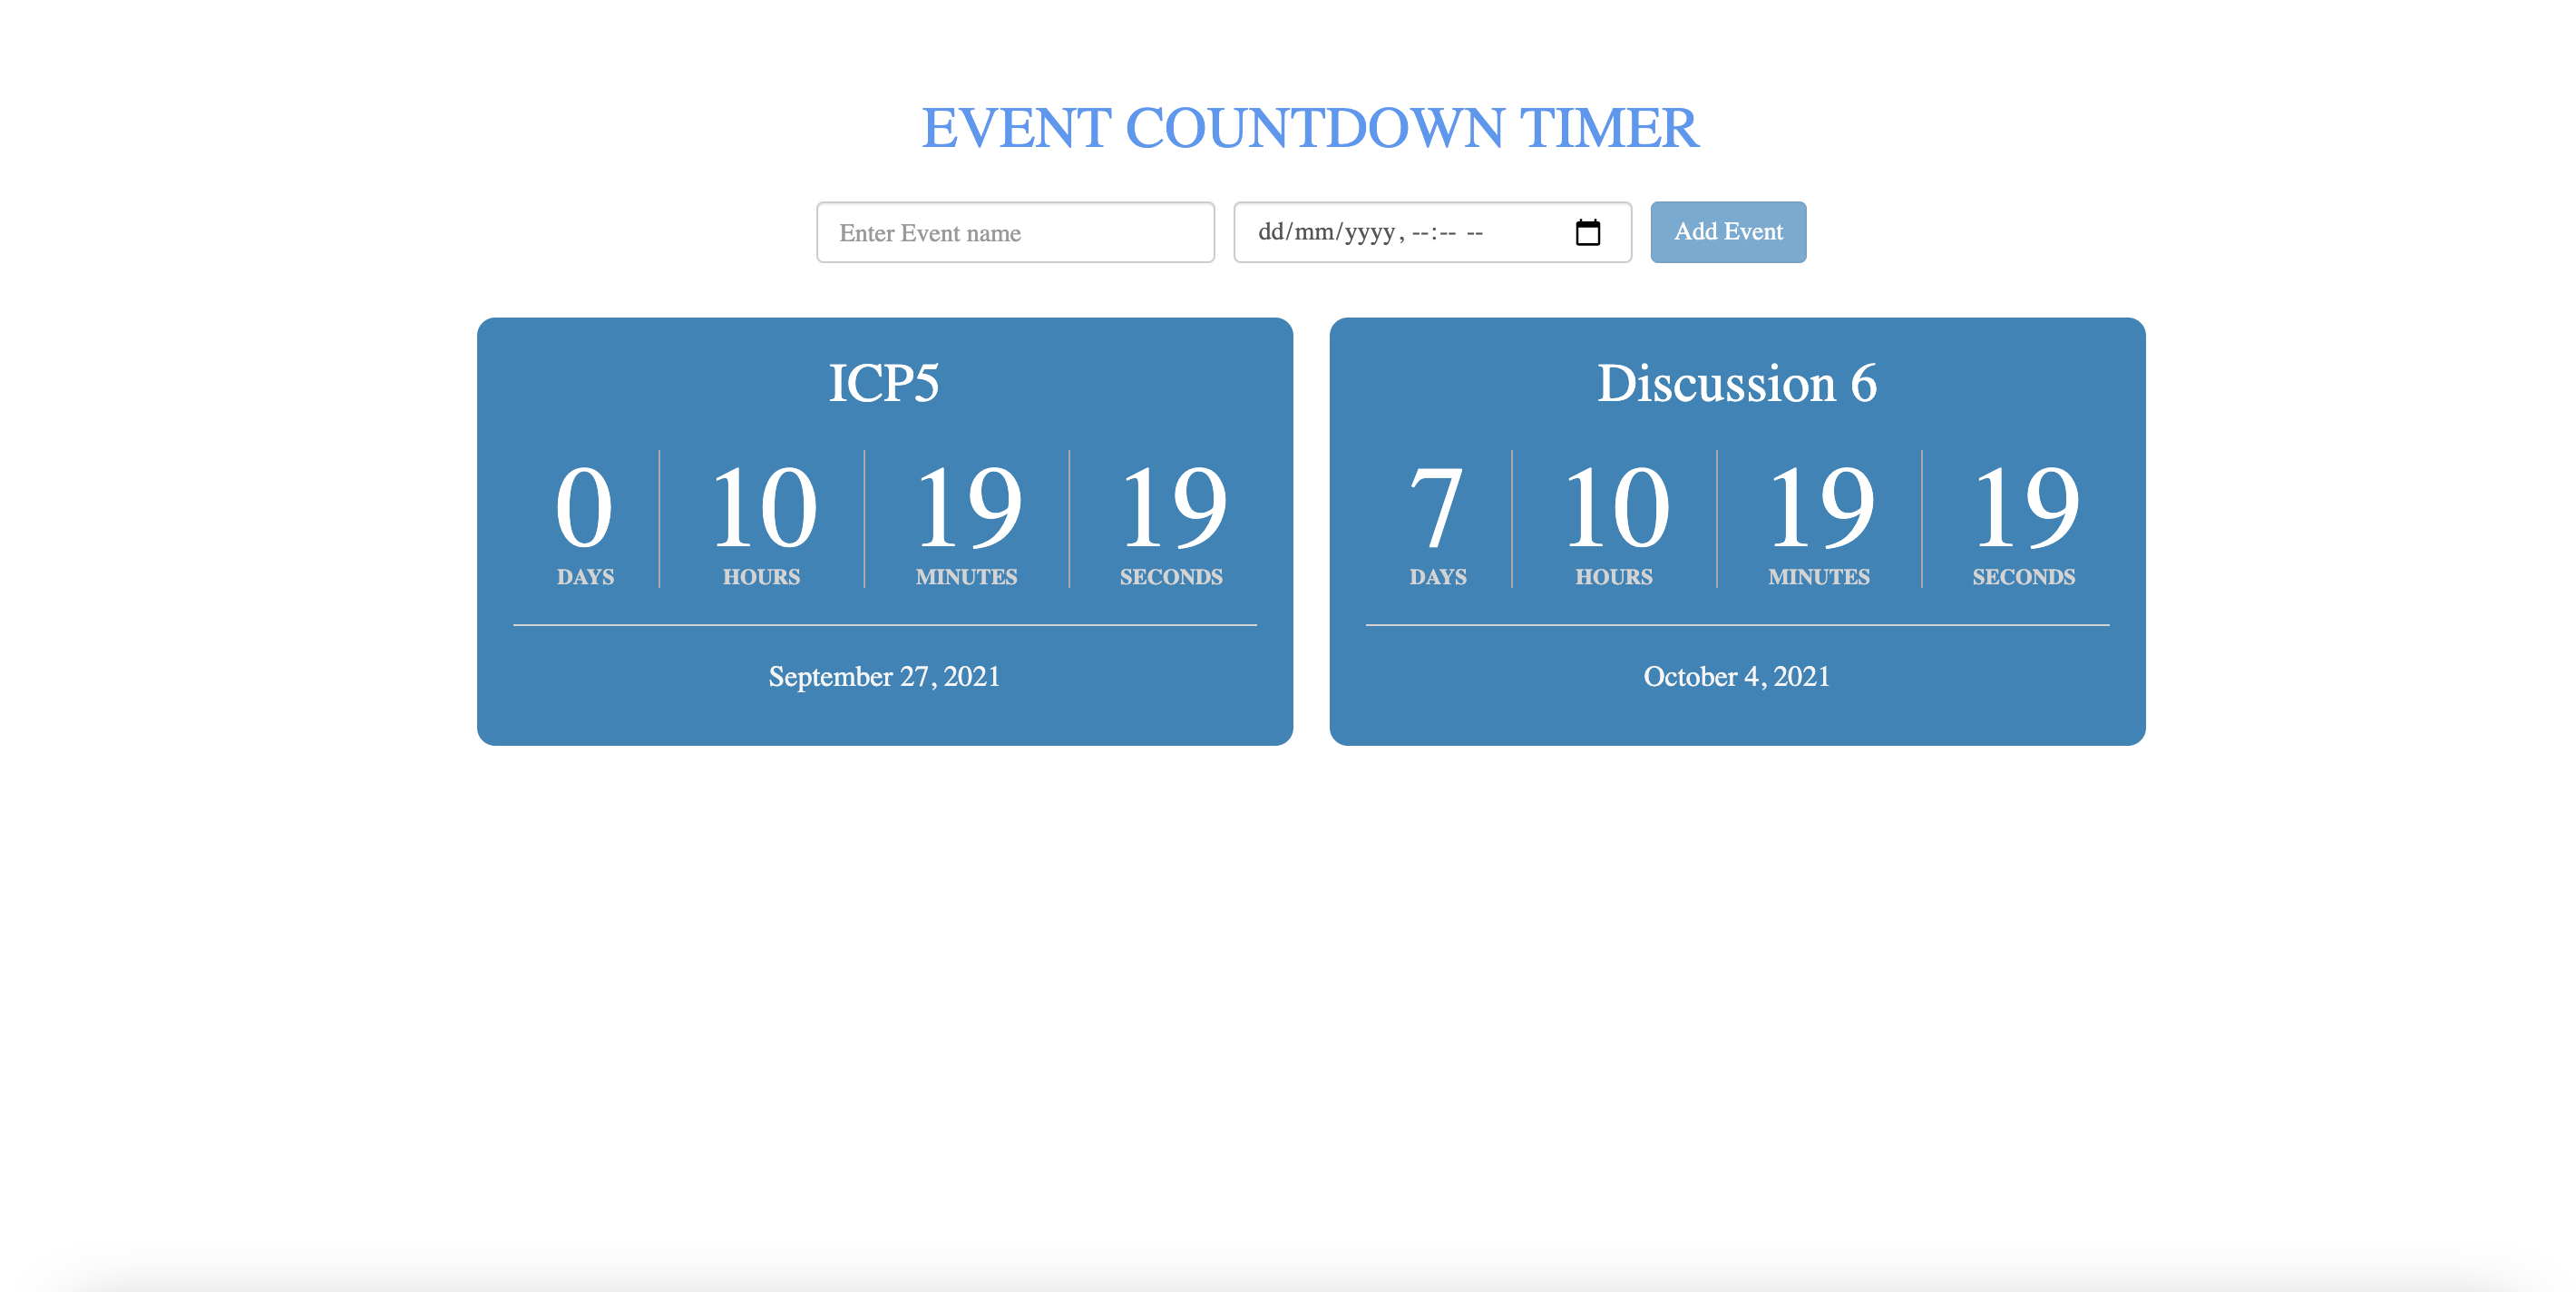 EVENT COUNTDOWN TIMER
Enter Event name
dd/mm/yyyy, --:-- --
Add Event
ICP5
0 10 19 19
DAYS HOURS MINUTES SECONDS
September 27, 2021
Discussion 6
7 10 19 19
DAYS HOURS MINUTES SECONDS
October 4, 2021